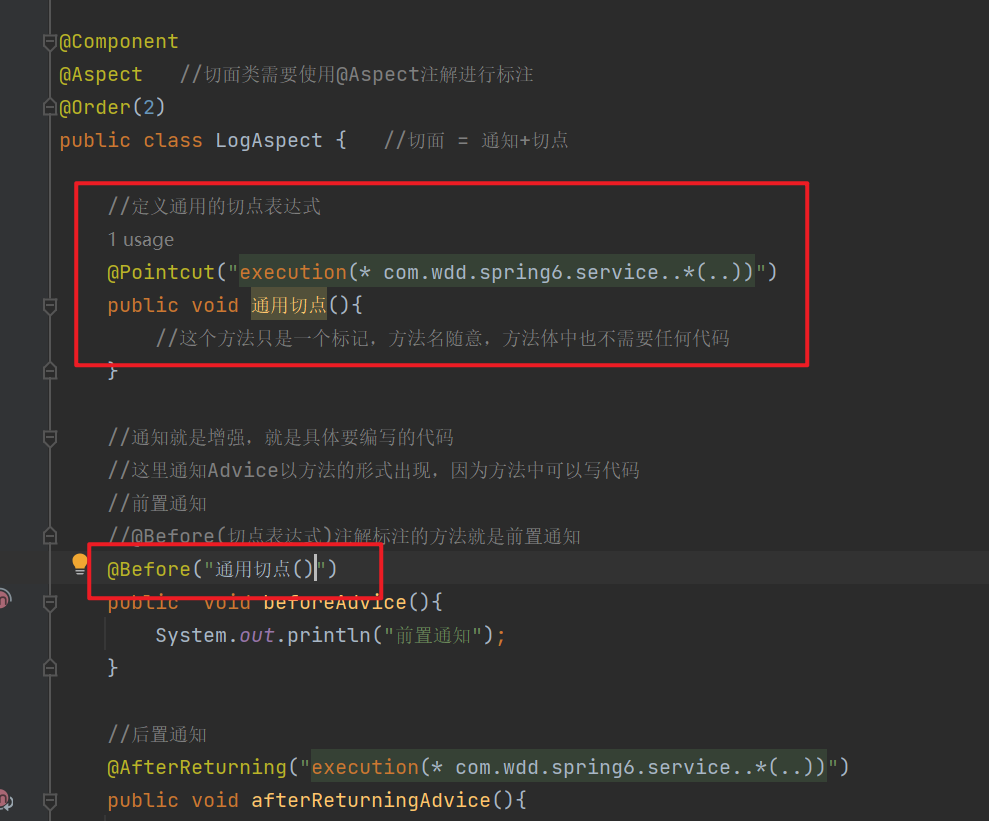 @Component
@Aspect   //切面类需要使用@Aspect注解进行标注
@Order(2)
public class LogAspect {   //切面 = 通知+切点
//定义通用的切点表达式
1 usage
@Pointcut("execution(* com.wdd.spring6.service..*(..))")
public void 通用切点(){
//这个方法只是一个标记，方法名随意，方法体中也不需要任何代码
}
//通知就是增强，就是具体要编写的代码
//这里通知Advice以方法的形式出现，因为方法中可以写代码
//前置通知
//@Before(切点表达式)注解标注的方法就是前置通知
@Before("通用切点()")
public  void beforeAdvice(){
System.out.println("前置通知");
}
//后置通知
@AfterReturning("execution(* com.wdd.spring6.service..*(..))")
public void afterReturningAdvice(){